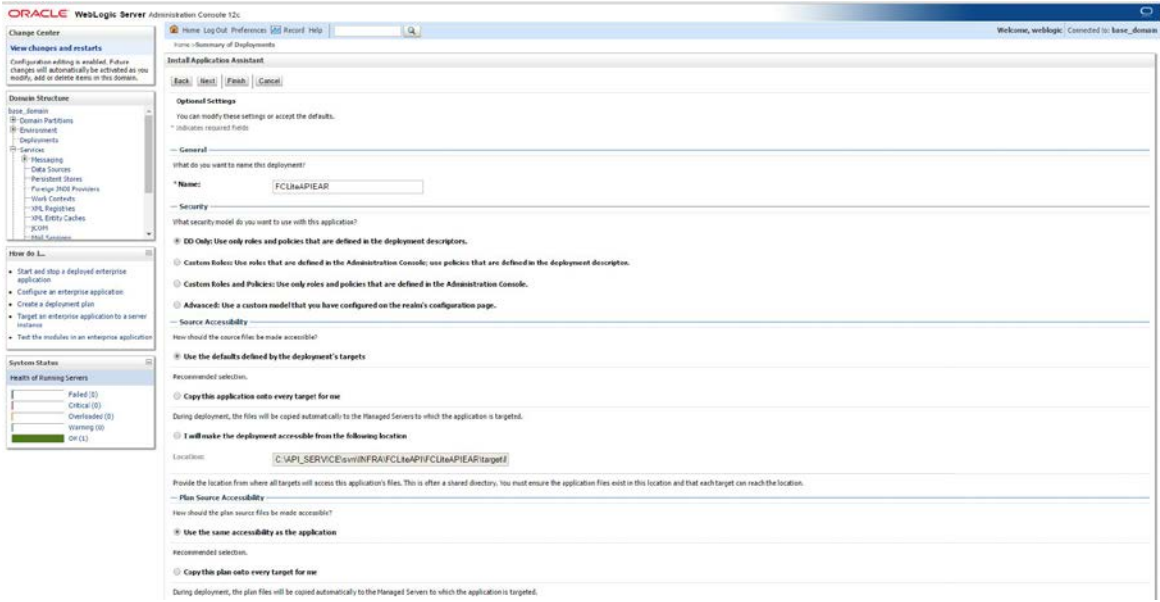 ORACLE WebLogic Server Administration Console 12c
Change Center
View changes and restarts
Configuration editing is enabled. Future
changes will automatically be activated as you
modify, add or delete items in this domain.
Domain Structure
base_domain
Domain Partitions
Environment
Deployments
Services
Messaging
Data Sources
Persistent Stores
Foreign JNDI Providers
Work Contexts
XML Registries
XML Entity Caches
jCOM
Mail Sessions
How do I...
Start and stop a deployed enterprise
application
Configure an enterprise application
Create a deployment plan
Target an enterprise application to a server
instance
Test the modules in an enterprise application
System Status
Health of Running Servers
Failed (0)
Critical (0)
Overloaded (0)
Warning (0)
OK (1)
Home Log Out Preferences Record Help
Welcome, weblogic Connected to: base_domain
Home >Summary of Deployments
Install Application Assistant
Back Next Finish Cancel
Optional Settings
You can modify these settings or accept the defaults.
* Indicates required fields
General
What do you want to name this deployment?
* Name: FCLiteAPIEAR
Security
What security model do you want to use with this application?
DD Only: Use only roles and policies that are defined in the deployment descriptors.
Custom Roles: Use roles that are defined in the Administration Console; use policies that are defined in the deployment descriptor.
Custom Roles and Policies: Use only roles and policies that are defined in the Administration Console.
Advanced: Use a custom model that you have configured on the realm's configuration page.
Source Accessibility
How should the source files be made accessible?
Use the defaults defined by the deployment's targets
Recommended selection.
Copy this application onto every target for me
During deployment, the files will be copied automatically to the Managed Servers to which the application is targeted.
I will make the deployment accessible from the following location
Location: C:\API_SERVICE\svn\INFRA\FCLiteAPI\FCLiteAPIEAR\target\
Provide the location from where all targets will access this application's files. This is often a shared directory. You must ensure the application files exist in this location and that each target can reach the location.
Plan Source Accessibility
How should the plan source files be made accessible?
Use the same accessibility as the application
Recommended selection.
Copy this plan onto every target for me
During deployment, the plan files will be copied automatically to the Managed Servers to which the application is targeted.